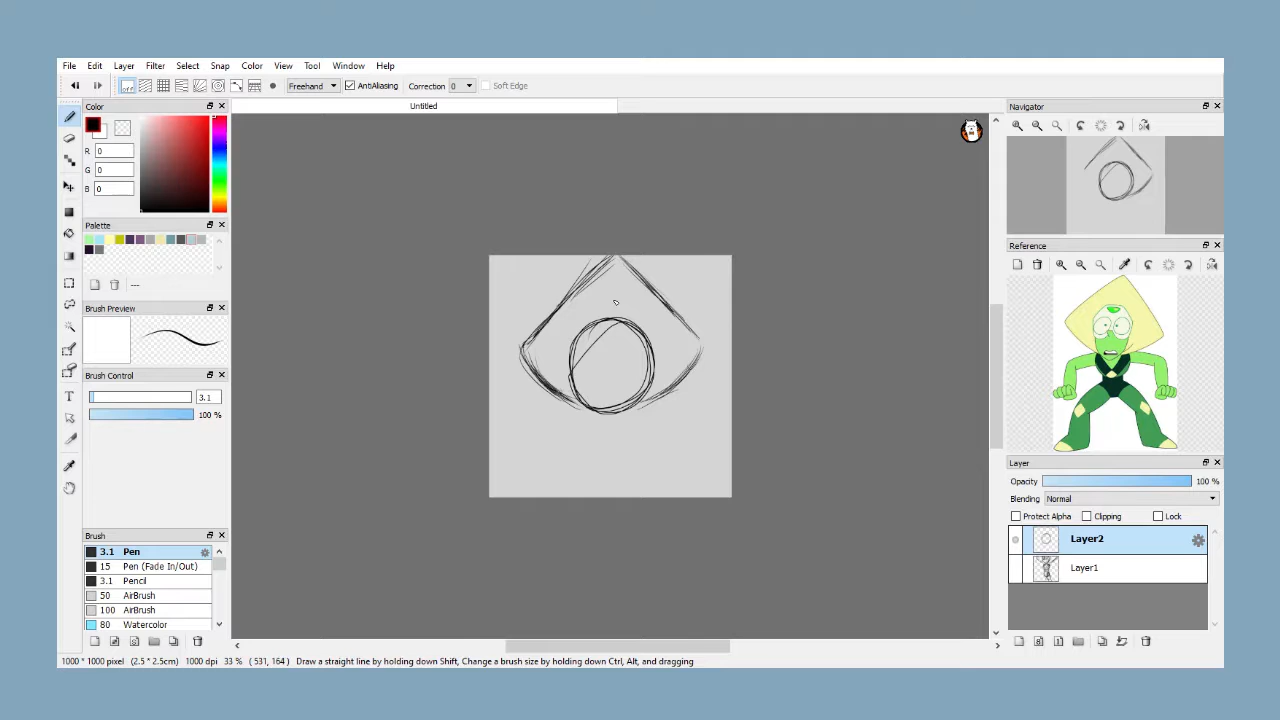 File Edit Layer Filter Select Snap Color View Tool Window Help
off Freehand AntiAliasing Correction 0 Soft Edge
Color
Untitled
Navigator
R 0
G 0
B 0
Palette
---
Reference
Brush Preview
Brush Control
3.1
100 %
Layer
Opacity 100 %
Blending Normal
Protect Alpha Clipping Lock
Brush
Layer2
3.1 Pen
15 Pen (Fade In/Out)
Layer1
3.1 Pencil
50 AirBrush
100 AirBrush
80 Watercolor
1000 * 1000 pixel (2.5 * 2.5cm) 1000 dpi 33 % ( 531, 164 ) Draw a straight line by holding down Shift, Change a brush size by holding down Ctrl, Alt, and dragging